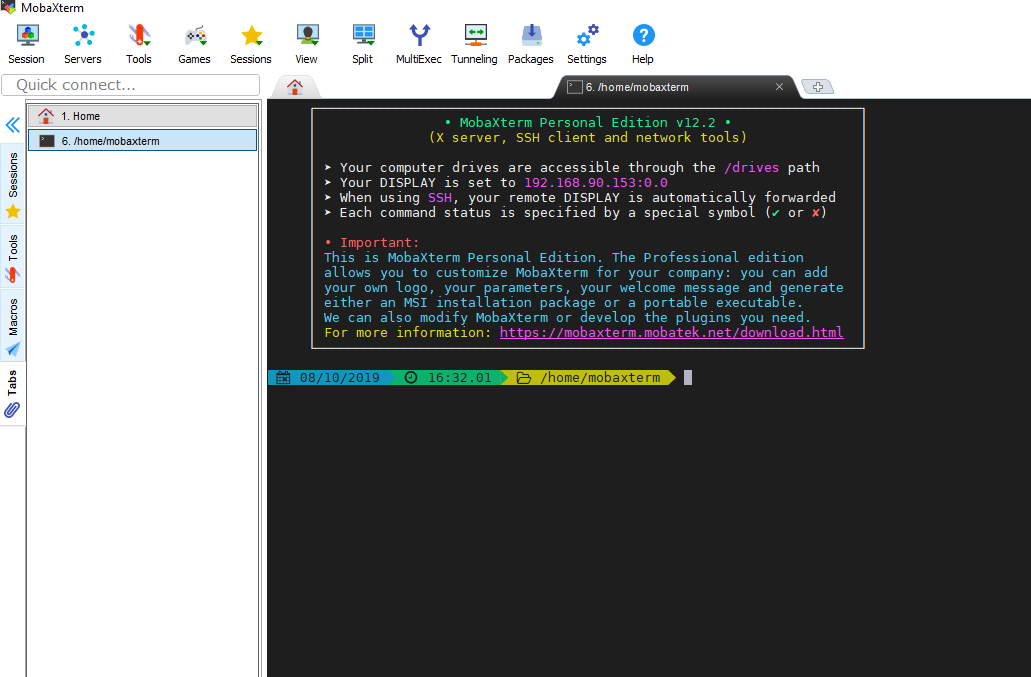 MobaXterm
Session Servers Tools Games Sessions View Split MultiExec Tunneling Packages Settings Help
Quick connect...
6. /home/mobaxterm
1. Home
6. /home/mobaxterm
Sessions
Tools
Macros
Tabs
• MobaXterm Personal Edition v12.2 •
(X server, SSH client and network tools)
➤ Your computer drives are accessible through the /drives path
➤ Your DISPLAY is set to 192.168.90.153:0.0
➤ When using SSH, your remote DISPLAY is automatically forwarded
➤ Each command status is specified by a special symbol (✔ or ✘)
• Important:
This is MobaXterm Personal Edition. The Professional edition
allows you to customize MobaXterm for your company: you can add
your own logo, your parameters, your welcome message and generate
either an MSI installation package or a portable executable.
We can also modify MobaXterm or develop the plugins you need.
For more information: https://mobaxterm.mobatek.net/download.html
08/10/2019 16:32.01 /home/mobaxterm